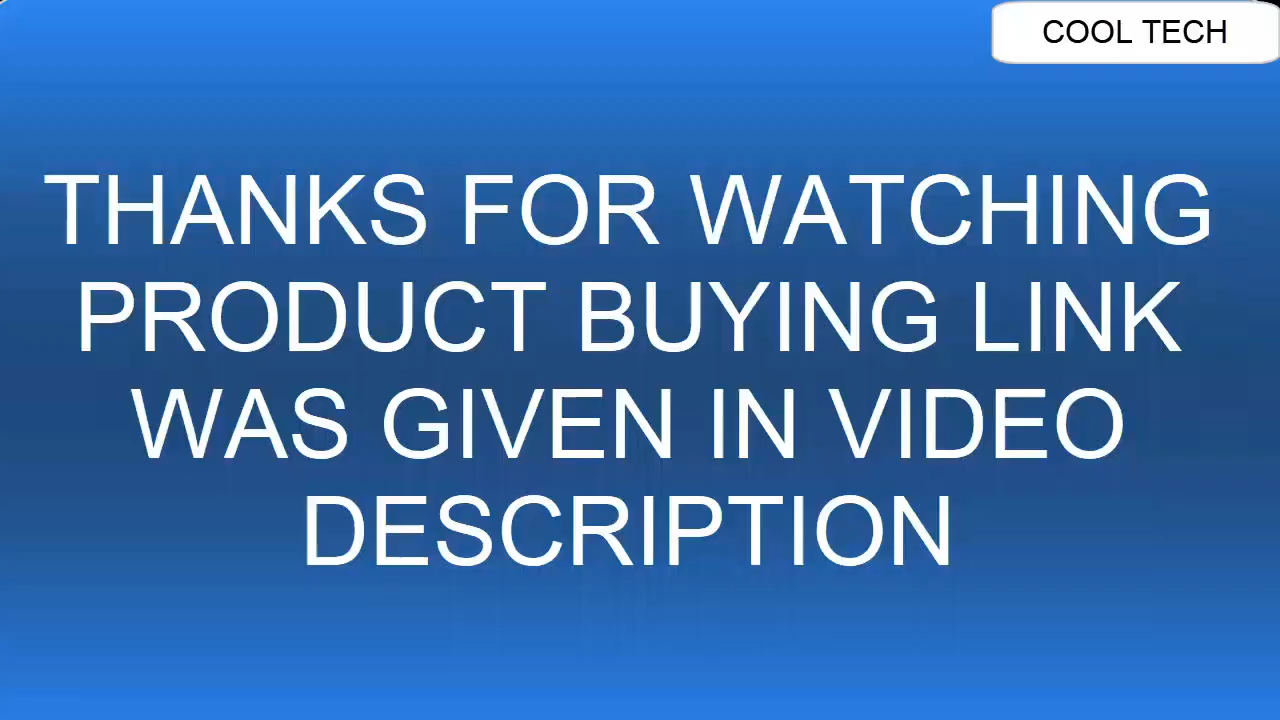 COOL TECH
THANKS FOR WATCHING
PRODUCT BUYING LINK
WAS GIVEN IN VIDEO
DESCRIPTION